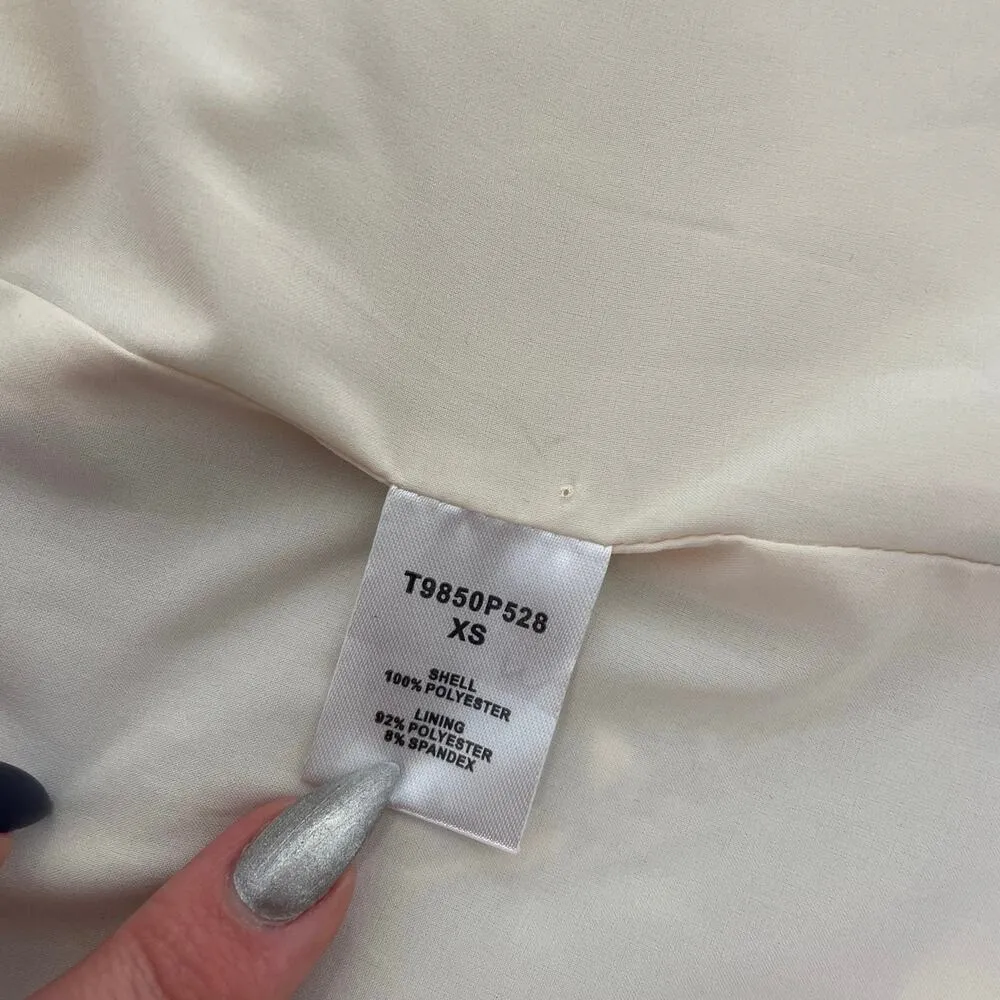 T9850P528
XS
SHELL
100% POLYESTER
LINING
92% POLYESTER
8% SPANDEX